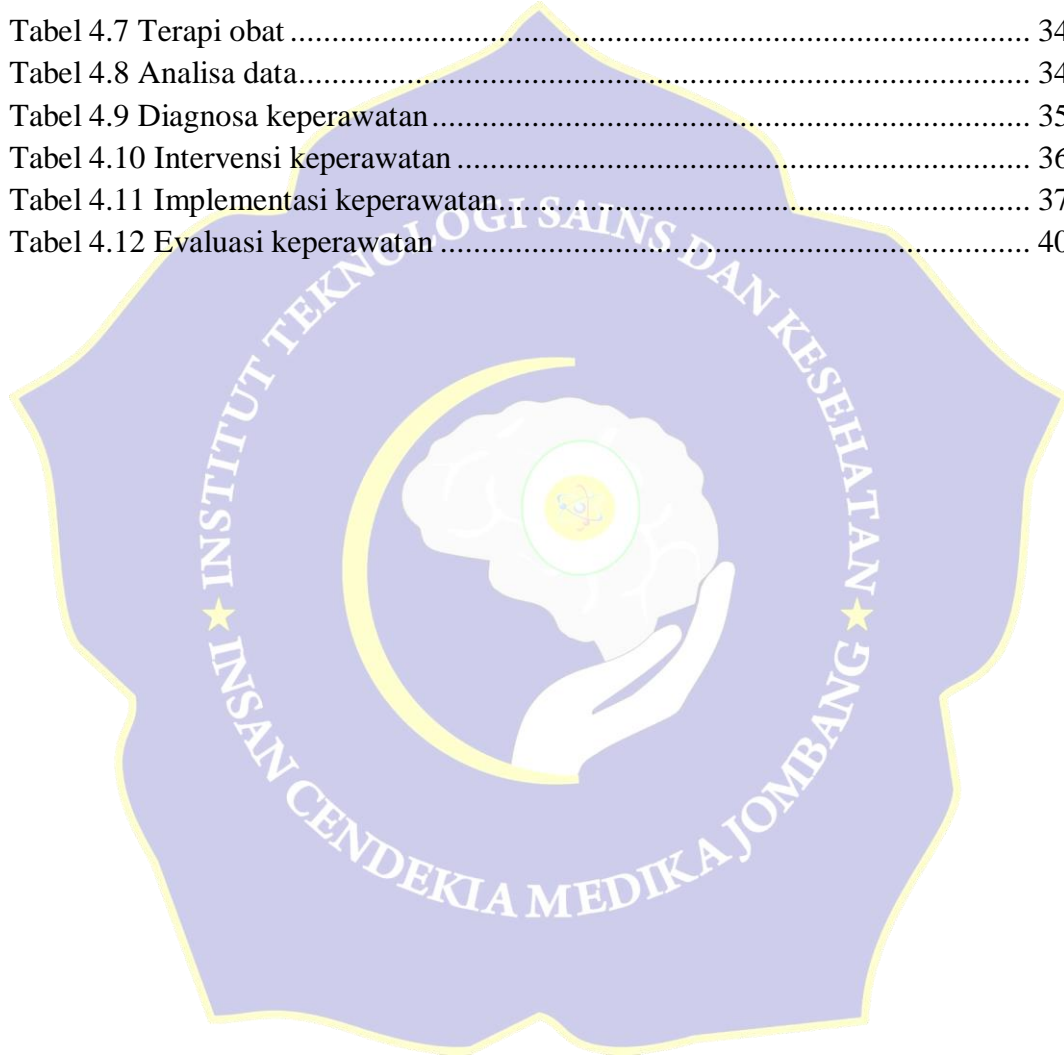 Tabel 4.7 Terapi obat ........................................................................................ 34
Tabel 4.8 Analisa data....................................................................................... 34
Tabel 4.9 Diagnosa keperawatan ....................................................................... 35
Tabel 4.10 Intervensi keperawatan .................................................................... 36
Tabel 4.11 Implementasi keperawatan............................................................... 37
Tabel 4.12 Evaluasi keperawatan ...................................................................... 40
INSTITUT TEKNOLOGI SAINS DAN KESEHATAN
INSAN CENDEKIA MEDIKA JOMBANG